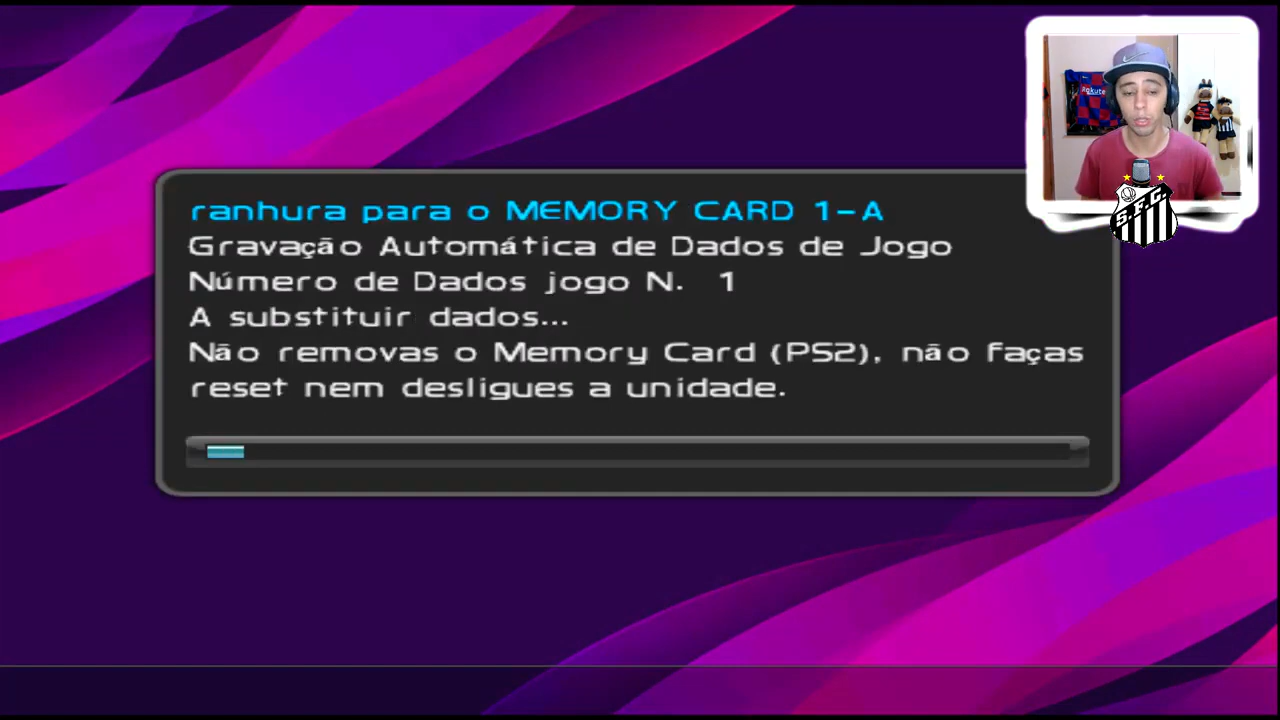 ranhura para o MEMORY CARD 1-A
Gravação Automática de Dados de Jogo
Número de Dados jogo N. 1
A substituir dados...
Não removas o Memory Card (PS2), não faças
reset nem desligues a unidade.
Rakute
S.F.C.